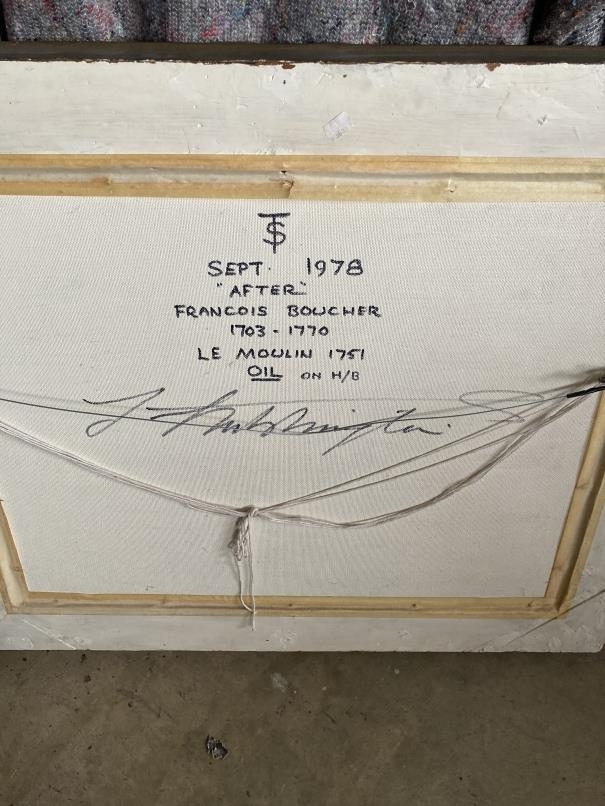 TS
SEPT. 1978
"AFTER"
FRANCOIS BOUCHER
1703 - 1770
LE MOULIN 1751
OIL ON H/B